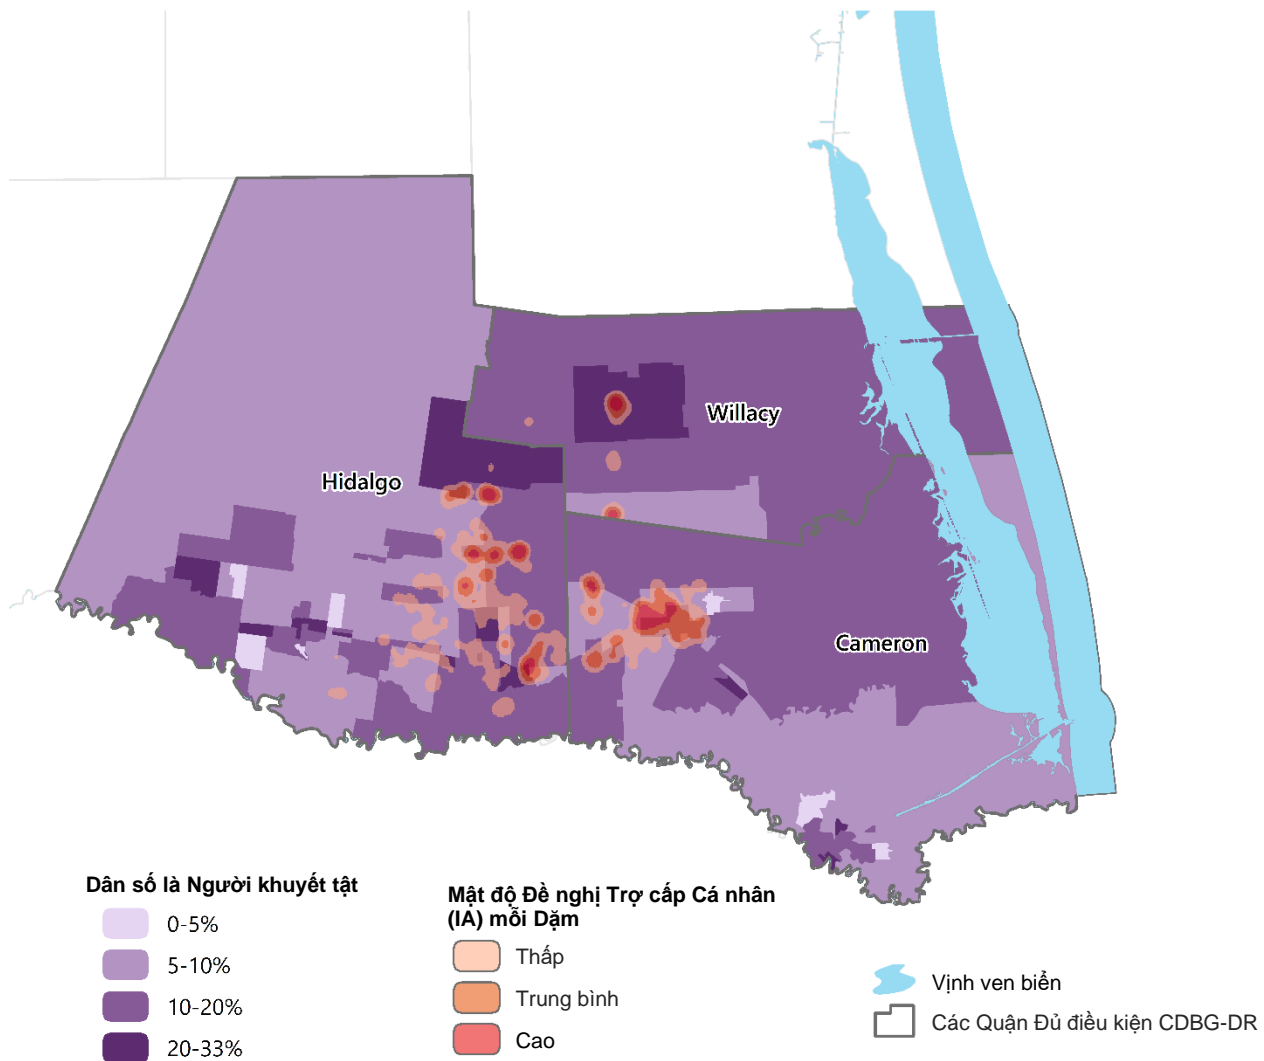 Willacy
Hidalgo
Cameron
Dân số là Người khuyết tật
0-5%
5-10%
10-20%
20-33%
Mật độ Đề nghị Trợ cấp Cá nhân
(IA) mỗi Dặm
Thấp
Trung bình
Cao
Vịnh ven biển
Các Quận Đủ điều kiện CDBG-DR